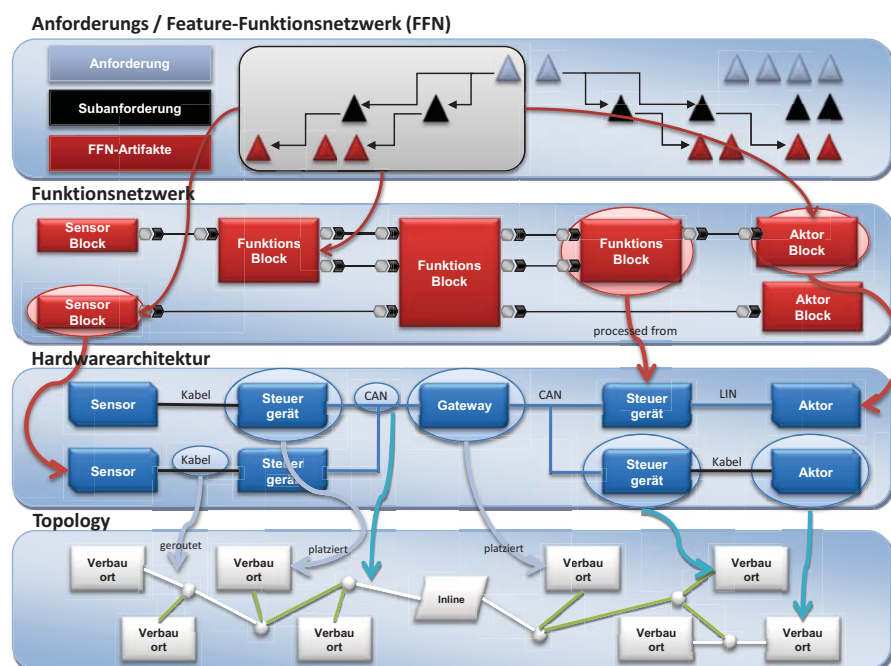 Anforderungs / Feature-Funktionsnetzwerk (FFN)
Anforderung
Subanforderung
FFN-Artifakte
Funktionsnetzwerk
Sensor
Block
Funktions
Block
Funktions
Block
Funktions
Block
Aktor
Block
Sensor
Block
Aktor
Block
processed from
Hardwarearchitektur
Sensor
Kabel
Steuer
gerät
CAN
Gateway
CAN
Steuer
gerät
LIN
Aktor
Sensor
Kabel
Steuer
gerät
Steuer
gerät
Kabel
Aktor
Topology
geroutet
platziert
platziert
Verbau
ort
Verbau
ort
Inline
Verbau
ort
Verbau
ort
Verbau
ort
Verbau
ort
Verbau
ort
Verbau
ort